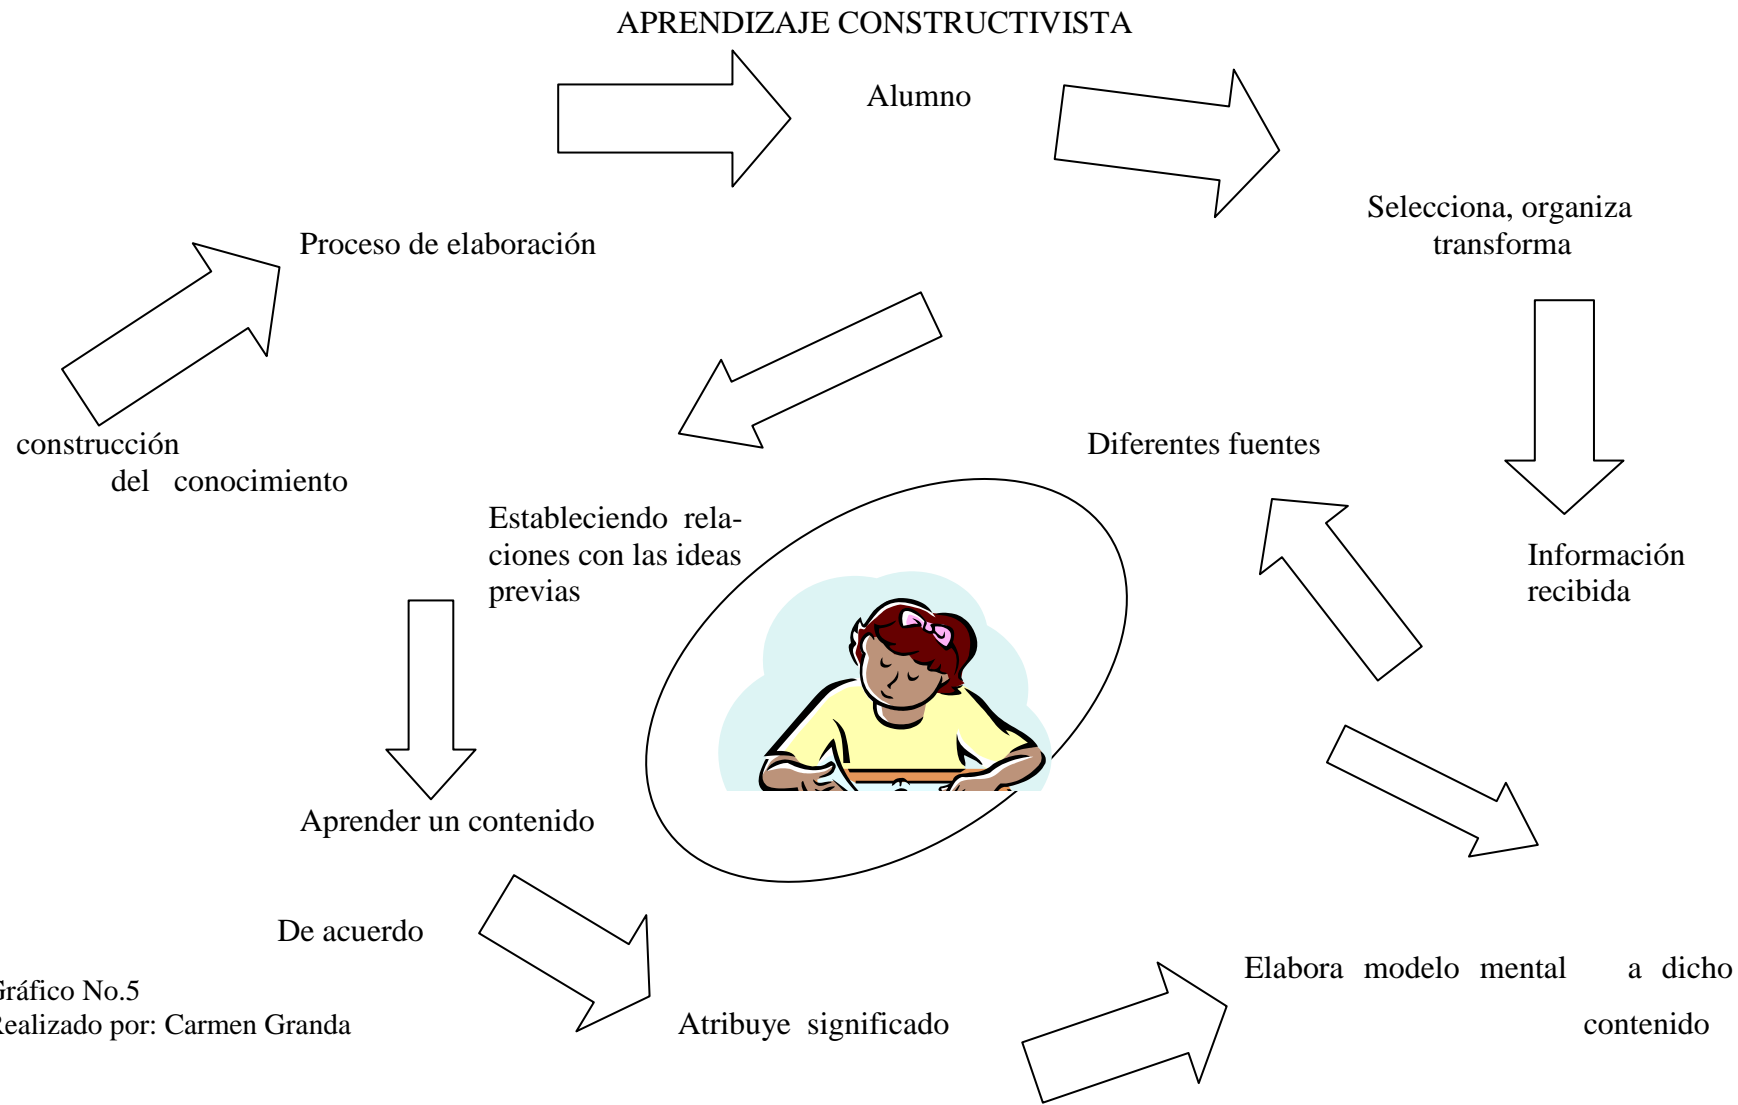 APRENDIZAJE CONSTRUCTIVISTA
Alumno
Selecciona, organiza
transforma
Proceso de elaboración
construcción
del conocimiento
Diferentes fuentes
Estableciendo rela-
ciones con las ideas
previas
Información
recibida
Aprender un contenido
De acuerdo
Elabora modelo mental a dicho
contenido
Atribuye significado
Gráfico No.5
Realizado por: Carmen Granda